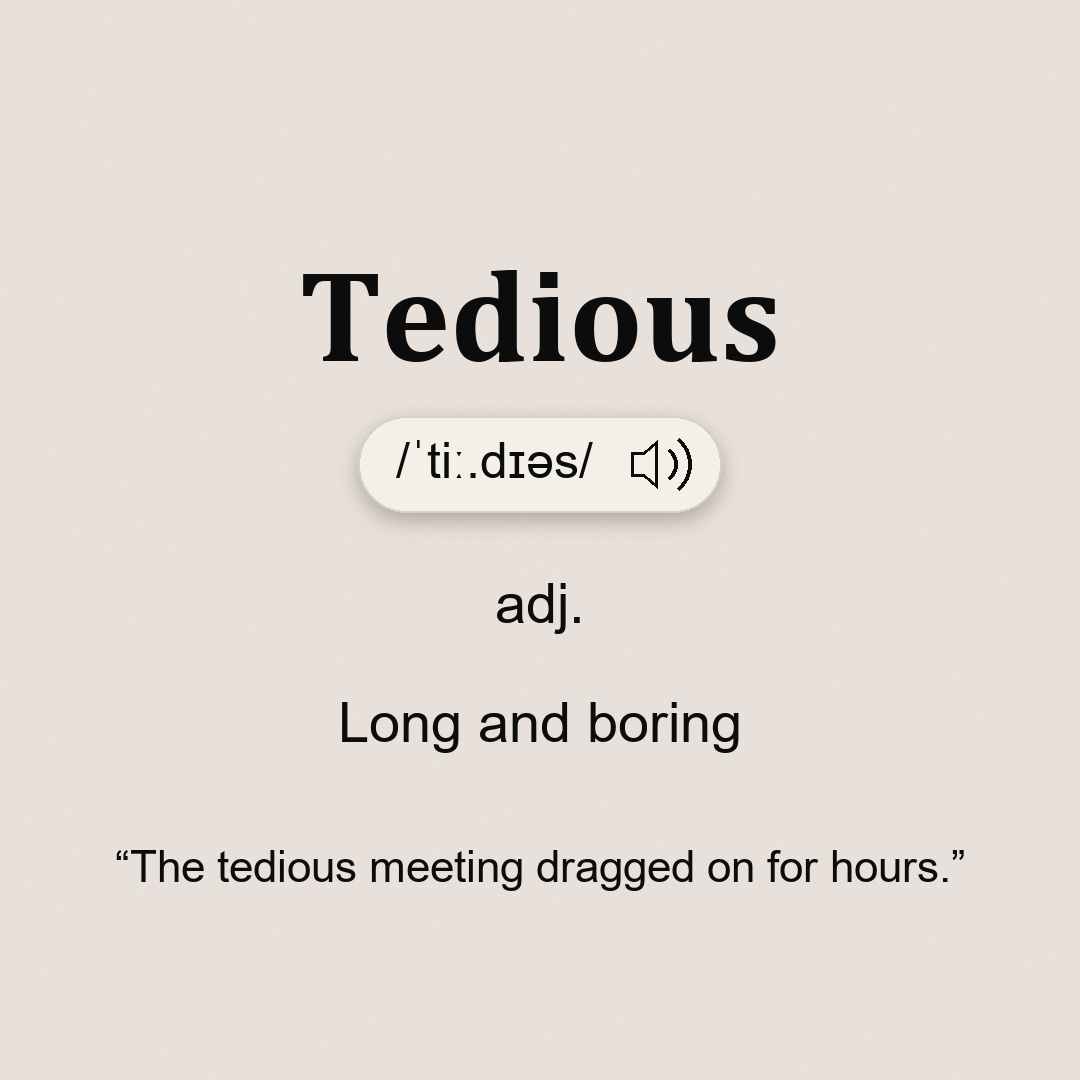 Tedious
/ˈtiː.dɪəs/
adj.
Long and boring
“The tedious meeting dragged on for hours.”